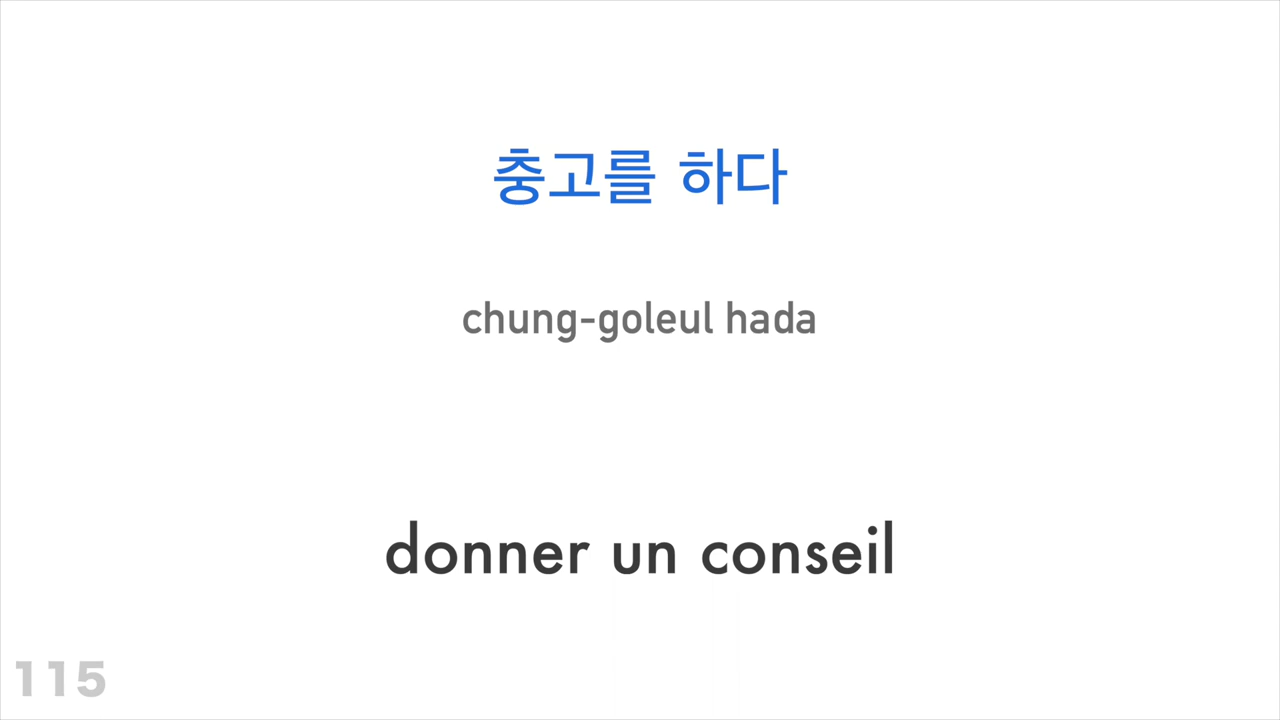 충고를 하다
chung-goleul hada
donner un conseil
115